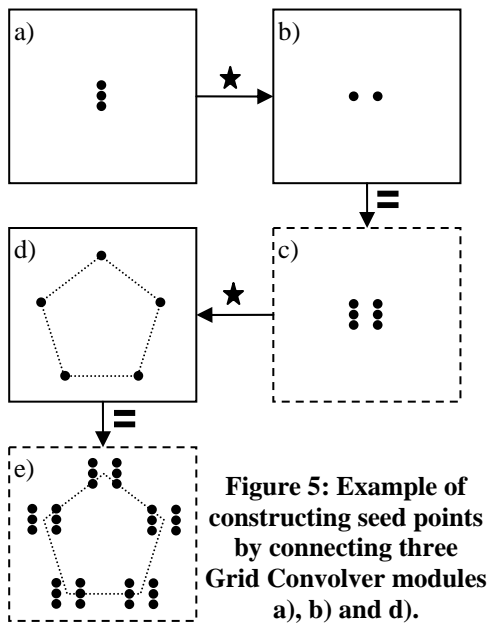 a)
b)
=
d)
c)
=
e)
Figure 5: Example of
constructing seed points
by connecting three
Grid Convolver modules
a), b) and d).